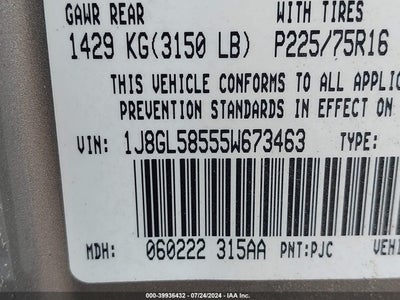 GAWR REAR WITH TIRES
1429 KG(3150 LB) P225/75R16
THIS VEHICLE CONFORMS TO ALL APPLIC
PREVENTION STANDARDS IN EFFECT ON
VIN: 1J8GL58555W673463 TYPE:
MDH: 060222 315AA PNT:PJC VEHI
000-39936432 - 07/24/2024 - IAA Inc.